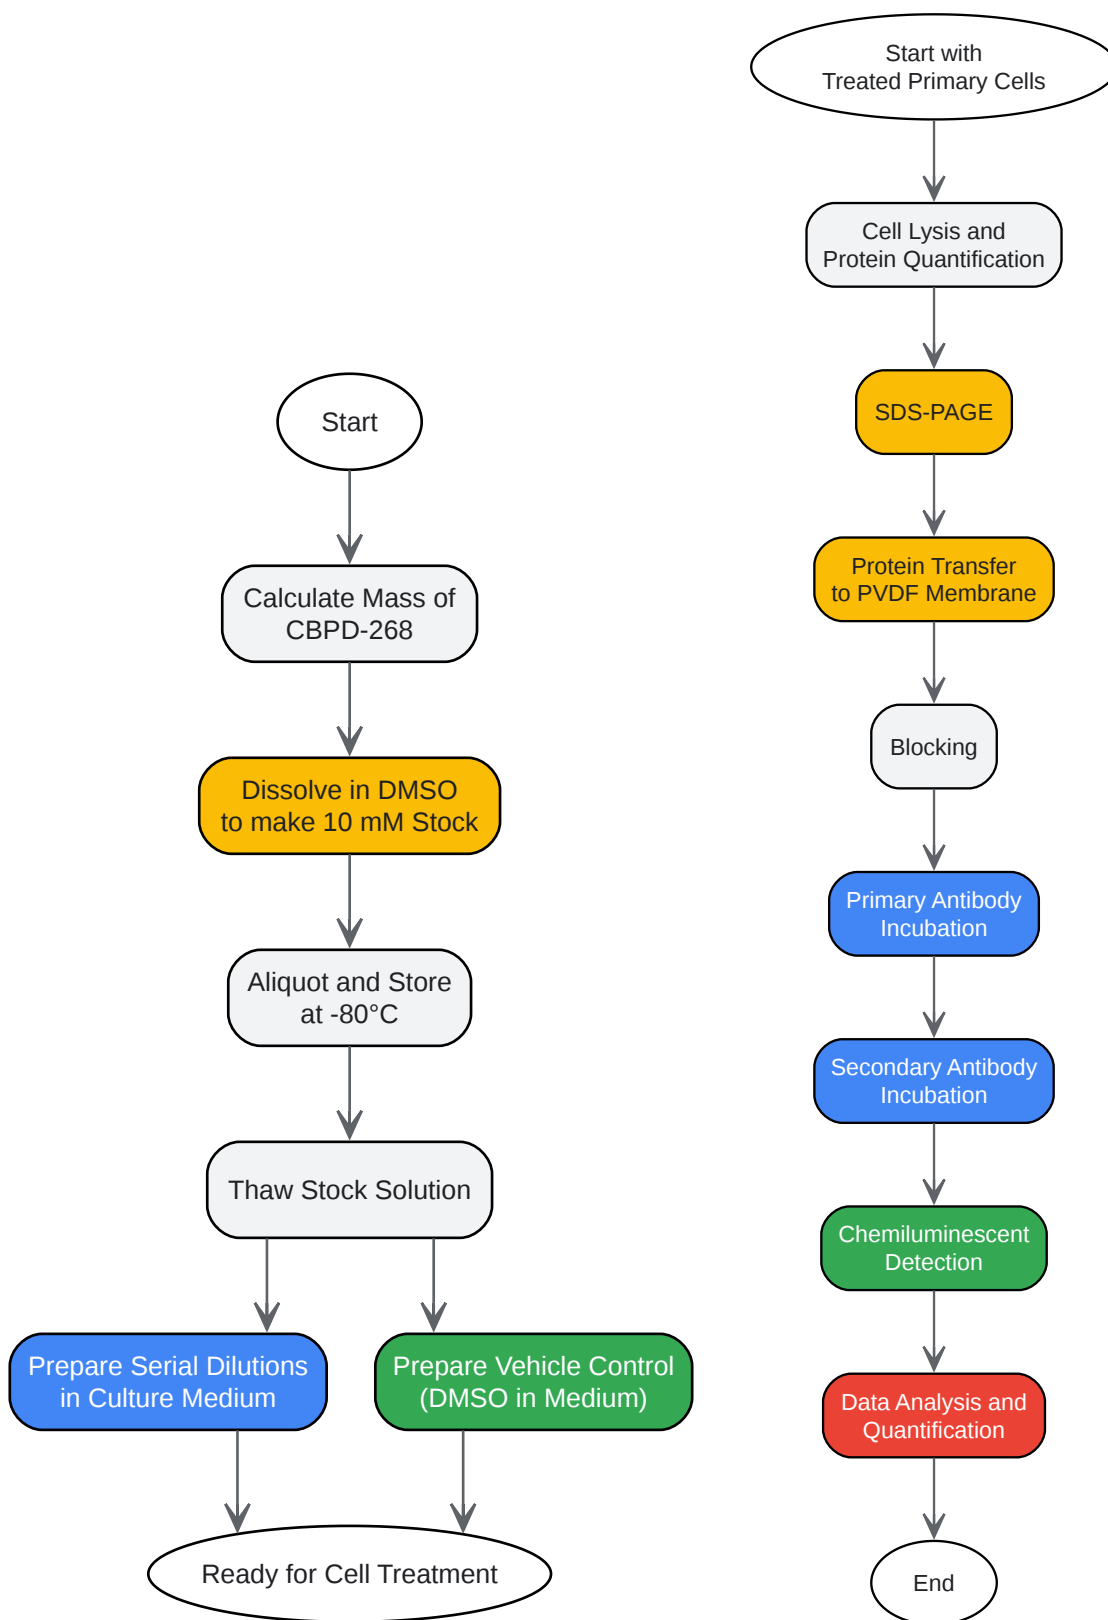 Start
Calculate Mass of
CBPD-268
Dissolve in DMSO
to make 10 mM Stock
Aliquot and Store
at -80°C
Thaw Stock Solution
Prepare Serial Dilutions
in Culture Medium
Prepare Vehicle Control
(DMSO in Medium)
Ready for Cell Treatment
Start with
Treated Primary Cells
Cell Lysis and
Protein Quantification
SDS-PAGE
Protein Transfer
to PVDF Membrane
Blocking
Primary Antibody
Incubation
Secondary Antibody
Incubation
Chemiluminescent
Detection
Data Analysis and
Quantification
End